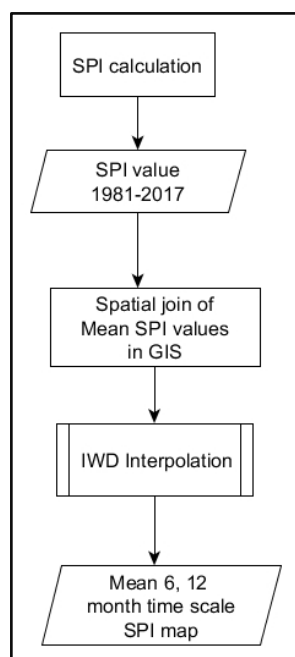 SPI calculation
SPI value
1981-2017
Spatial join of
Mean SPI values
in GIS
IWD Interpolation
Mean 6, 12
month time scale
SPI map